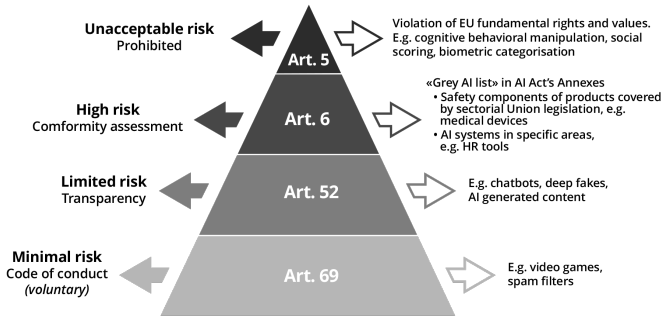 Unacceptable risk
Prohibited
Art. 5
Violation of EU fundamental rights and values.
E.g. cognitive behavioral manipulation, social
scoring, biometric categorisation
High risk
Comformity assessment
Art. 6
«Grey AI list» in AI Act's Annexes
• Safety components of products covered
by sectorial Union legislation, e.g.
medical devices
• AI systems in specific areas,
e.g. HR tools
Limited risk
Transparency
Art. 52
E.g. chatbots, deep fakes,
AI generated content
Minimal risk
Code of conduct
(voluntary)
Art. 69
E.g. video games,
spam filters